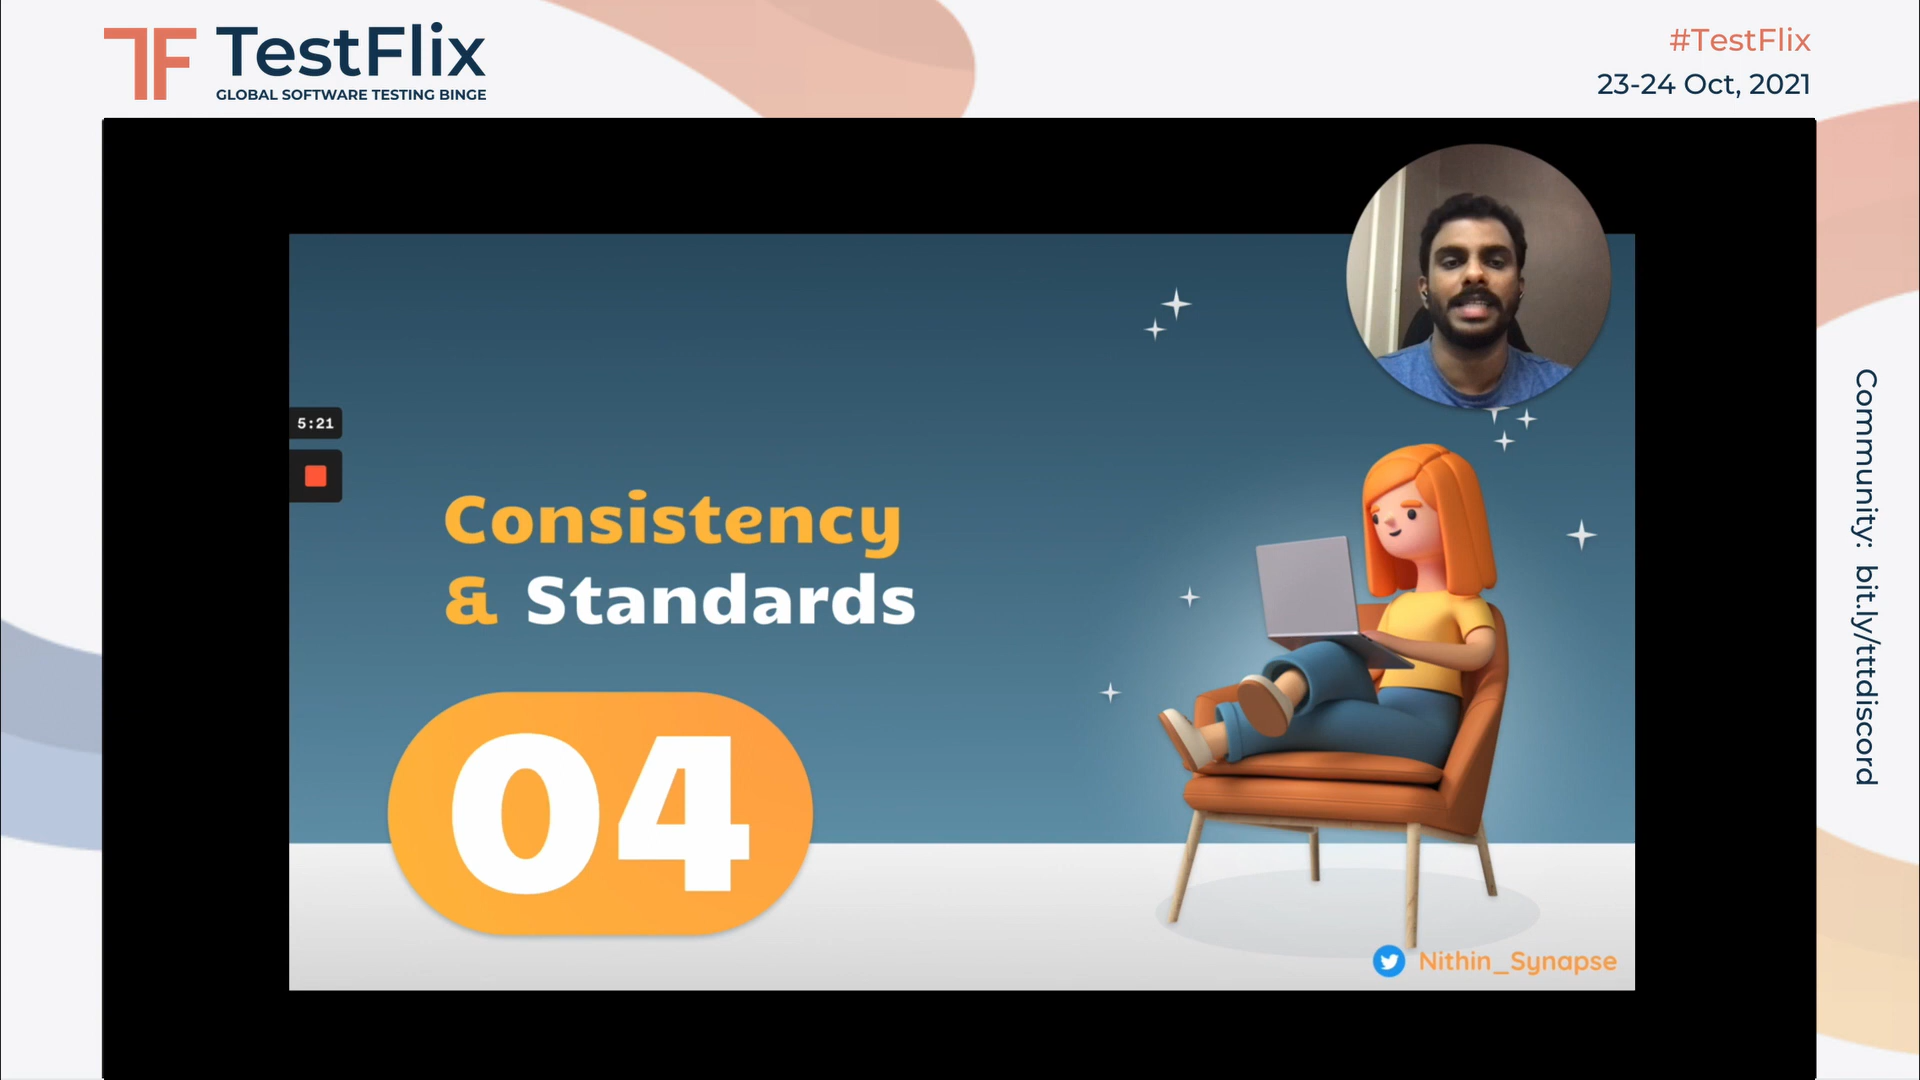 TF TestFlix
GLOBAL SOFTWARE TESTING BINGE
#TestFlix
23-24 Oct, 2021
5:21
Consistency
& Standards
04
Nithin_Synapse
Community: bit.ly/tttdiscord